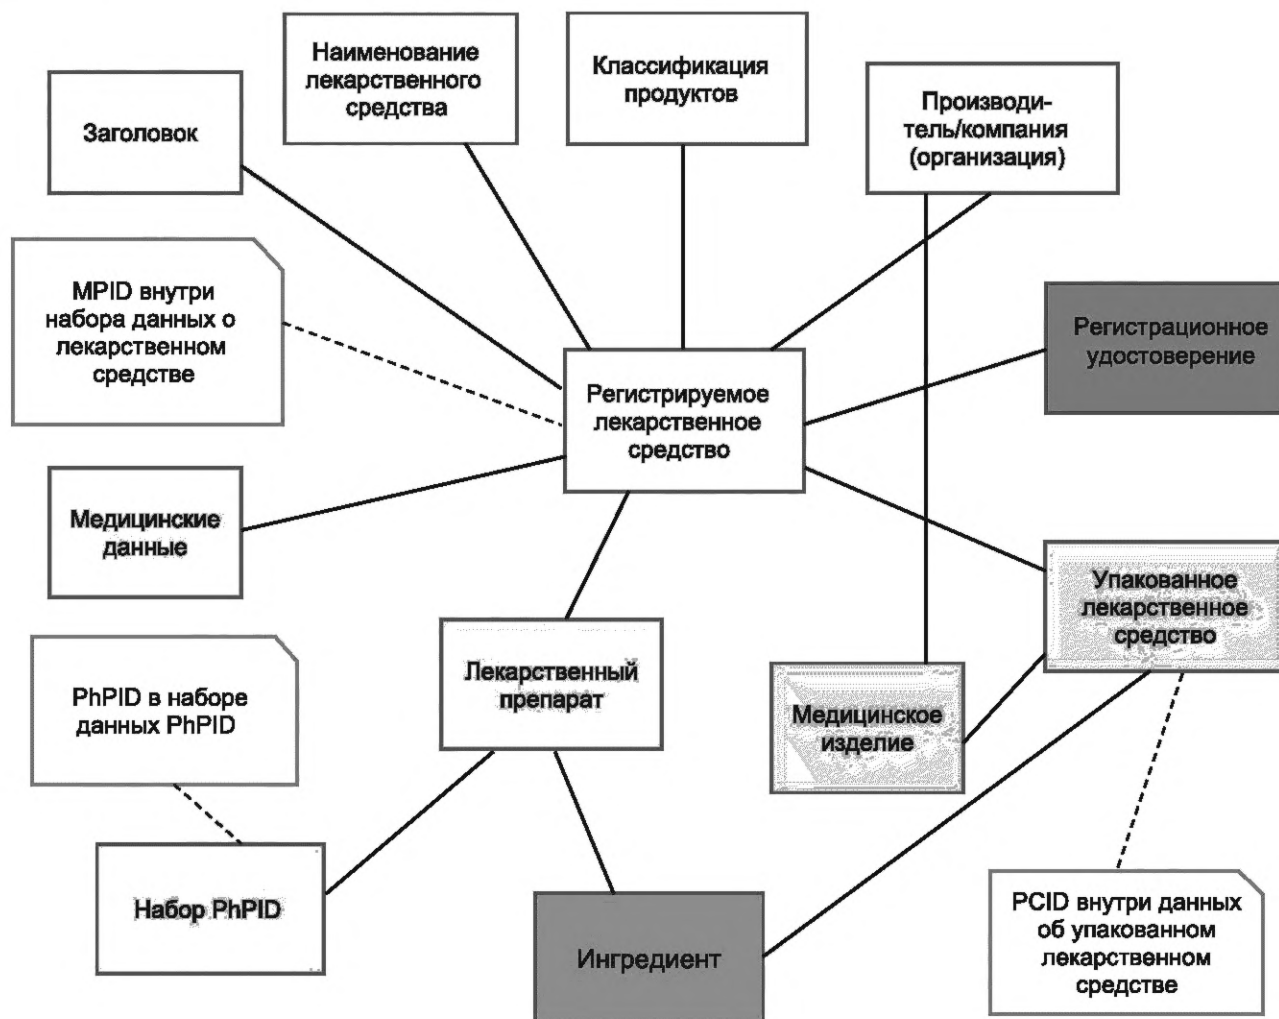 Наименование
лекарственного
средства
Классификация
продуктов
Производи-
тель/компания
(организация)
Заголовок
MPID внутри
набора данных о
лекарственном
средстве
Регистрационное
удостоверение
Регистрируемое
лекарственное
средство
Медицинские
данные
Упакованное
лекарственное
средство
PhPID в наборе
данных PhPID
Лекарственный
препарат
Медицинское
изделие
Набор PhPID
Ингредиент
PCID внутри данных
об упакованном
лекарственном
средстве